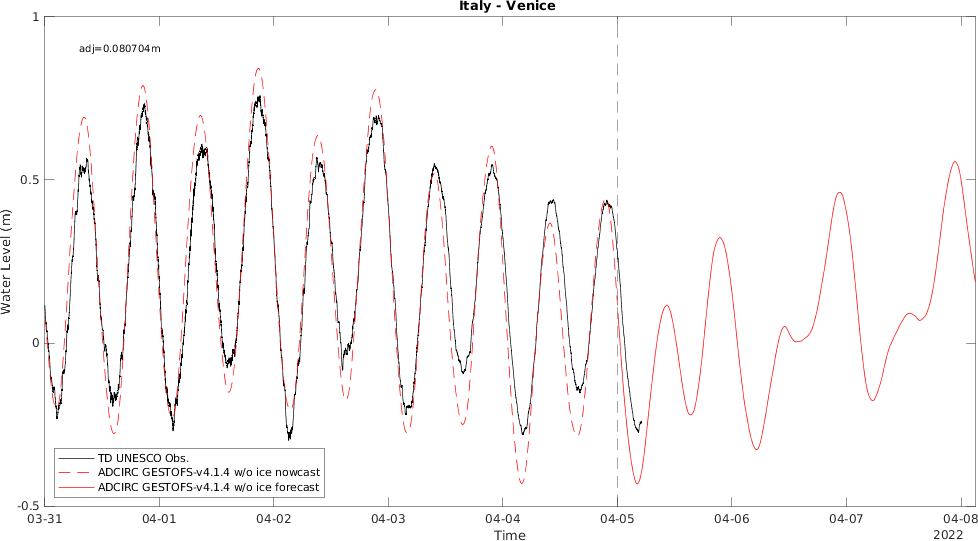 Italy - Venice
adj=0.080704m
1
0.5
0
-0.5
Water Level (m)
TD UNESCO Obs.
ADCIRC GESTOFS-v4.1.4 w/o ice nowcast
ADCIRC GESTOFS-v4.1.4 w/o ice forecast
03-31 04-01 04-02 04-03 04-04 04-05 04-06 04-07 04-08
Time
2022